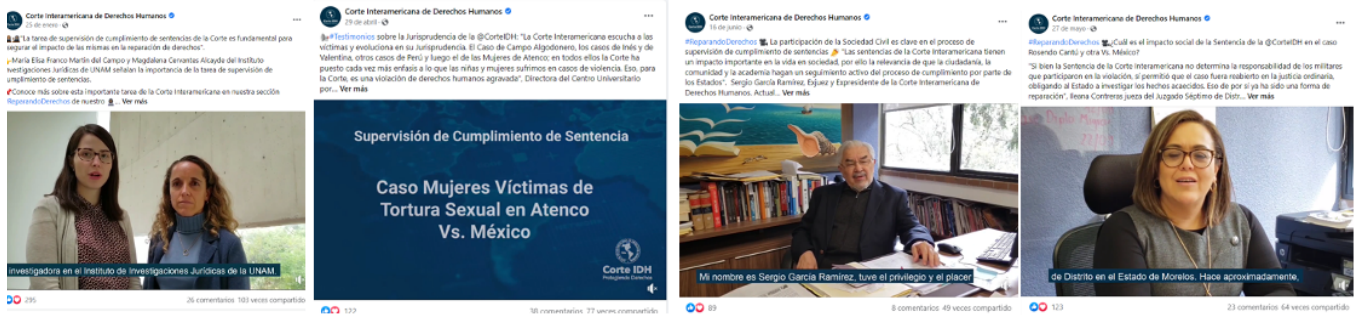 Corte Interamericana de Derechos Humanos
25 de enero
"La tarea de supervisión de cumplimiento de sentencias de la Corte es fundamental para
segurar el impacto de las mismas en la reparación de derechos".
María Elisa Franco Martín del Campo y Magdalena Cervantes Alcayde del Instituto
nvestigaciones Jurídicas de UNAM señalan la importancia de la tarea de supervisión de
umplimiento de sentencias.
Conoce más sobre esta importante tarea de la Corte Interamericana en nuestra sección
#ReparandoDerechos de nuestro ... Ver más
investigadora en el Instituto de Investigaciones Jurídicas de la UNAM.
295
26 comentarios 103 veces compartido
Corte Interamericana de Derechos Humanos
29 de abril
#Testimonios sobre la Jurisprudencia de la @CorteIDH: "La Corte Interamericana escucha a las
víctimas y evoluciona en su Jurisprudencia. El Caso de Campo Algodonero, los casos de Inés y de
Valentina, otros casos de Perú y luego el de las Mujeres de Atenco; en todos ellos la Corte ha
puesto cada vez más enfasis a lo que las niñas y mujeres sufrimos en casos de violencia. Eso, para
la Corte, es una violación de derechos humanos agravada", Directora del Centro Universitario
por... Ver más
Supervisión de Cumplimiento de Sentencia
Caso Mujeres Víctimas de
Tortura Sexual en Atenco
Vs. México
Corte IDH
Protegiendo Derechos
122
38 comentarios 77 veces compartido
Corte Interamericana de Derechos Humanos
16 de junio
#ReparandoDerechos La participación de la Sociedad Civil es clave en el proceso de
supervisión de cumplimiento de sentencias "Las sentencias de la Corte Interamericana tienen
un impacto importante en la vida en sociedad, por ello la relevancia de que la ciudadanía, la
comunidad y la academia hagan un seguimiento activo del proceso de cumplimiento por parte de
los Estados", Sergio García Ramírez, Exjuez y Expresidente de la Corte Interamericana de
Derechos Humanos. Actual... Ver más
Mi nombre es Sergio García Ramírez, tuve el privilegio y el placer
89
8 comentarios 49 veces compartido
Corte Interamericana de Derechos Humanos
27 de mayo
#ReparandoDerechos ¿Cuál es el impacto social de la Sentencia de la @CorteIDH en el caso
Rosendo Cantú y otra Vs. México?
"Si bien la Sentencia de la Corte Interamericana no determina la responsabilidad de los militares
que participaron en la violación, sí permitió que el caso fuera reabierto en la justicia ordinaria,
obligando al Estado a investigar los hechos acaecidos. Eso de por sí ya ha sido una forma de
reparación", Ileana Contreras jueza del Juzgado Séptimo de Distr... Ver más
de Distrito en el Estado de Morelos. Hace aproximadamente,
123
23 comentarios 64 veces compartido